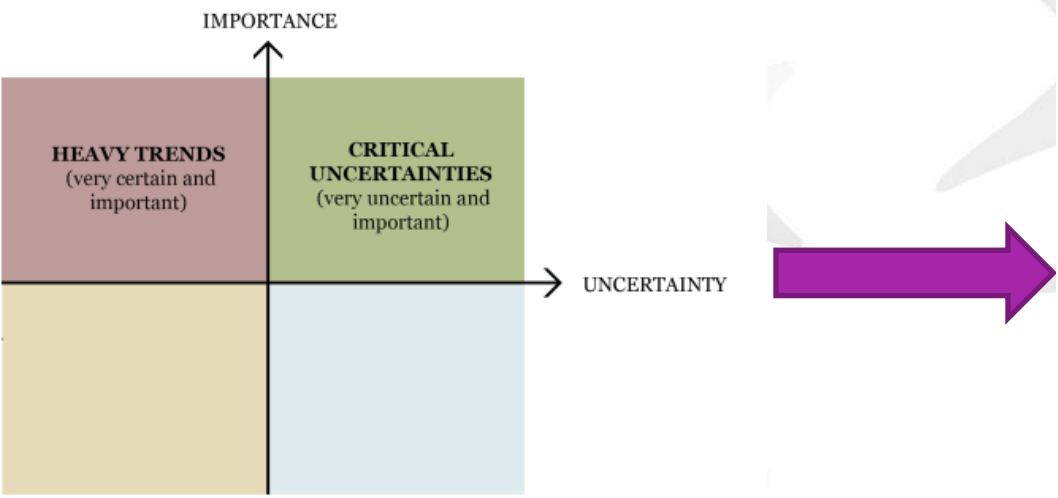 IMPORTANCE
HEAVY TRENDS
(very certain and
important)
CRITICAL
UNCERTAINTIES
(very uncertain and
important)
UNCERTAINTY